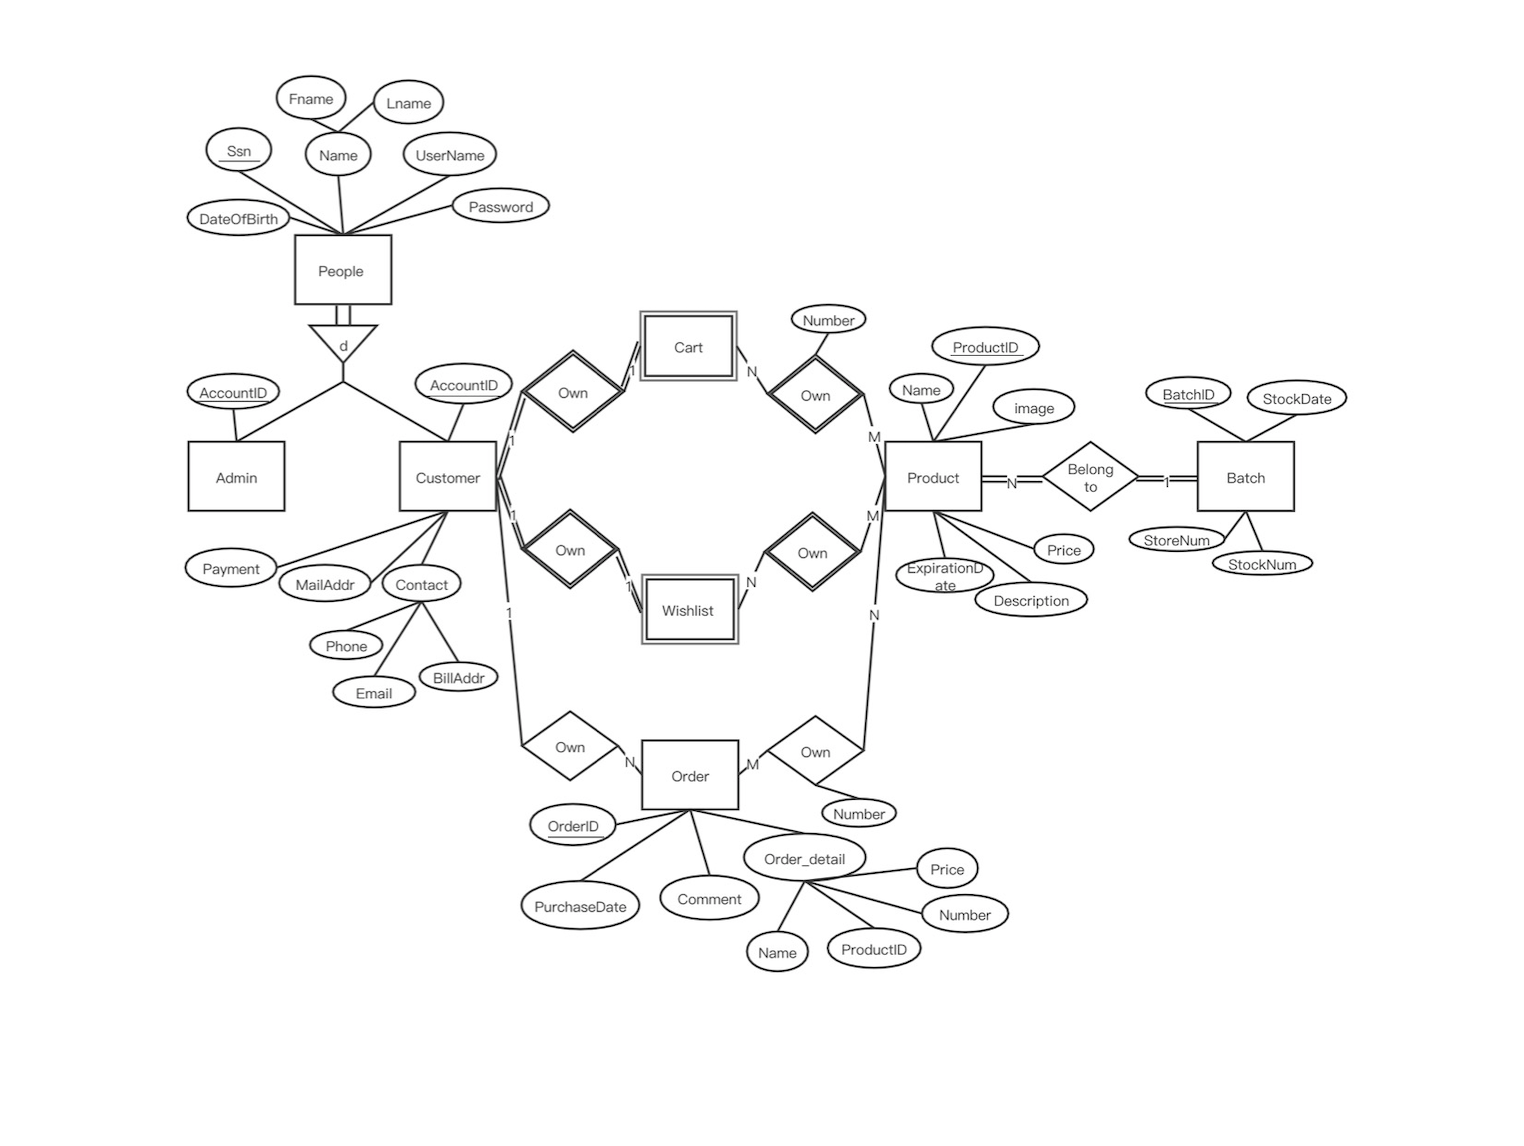 Fname
Lname
Ssn
Name
UserName
DateOfBirth
Password
People
d
AccountID
AccountID
Admin
Customer
Payment
MailAddr
Contact
Phone
Email
BillAddr
1
Own
1
Cart
N
Number
Own
M
1
Own
1
Wishlist
N
Own
M
1
Own
N
Order
M
Own
N
Number
ProductID
Name
image
Product
N
Belong
to
1
BatchID
StockDate
Batch
StoreNum
StockNum
Price
ExpirationD
ate
Description
OrderID
PurchaseDate
Comment
Order_detail
Price
Number
Name
ProductID